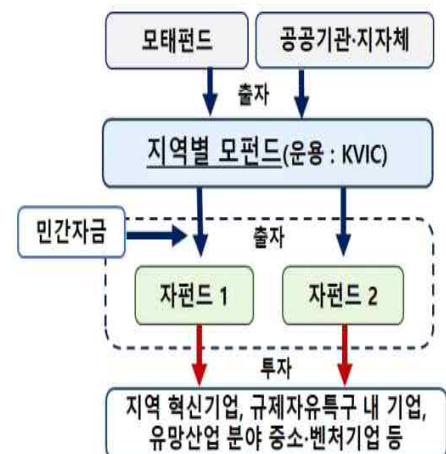 모태펀드
공공기관·지자체
출자
지역별 모펀드(운용 : KVIC)
민간자금
출자
자펀드 1
자펀드 2
투자
지역 혁신기업, 규제자유특구 내 기업,
유망산업 분야 중소·벤처기업 등